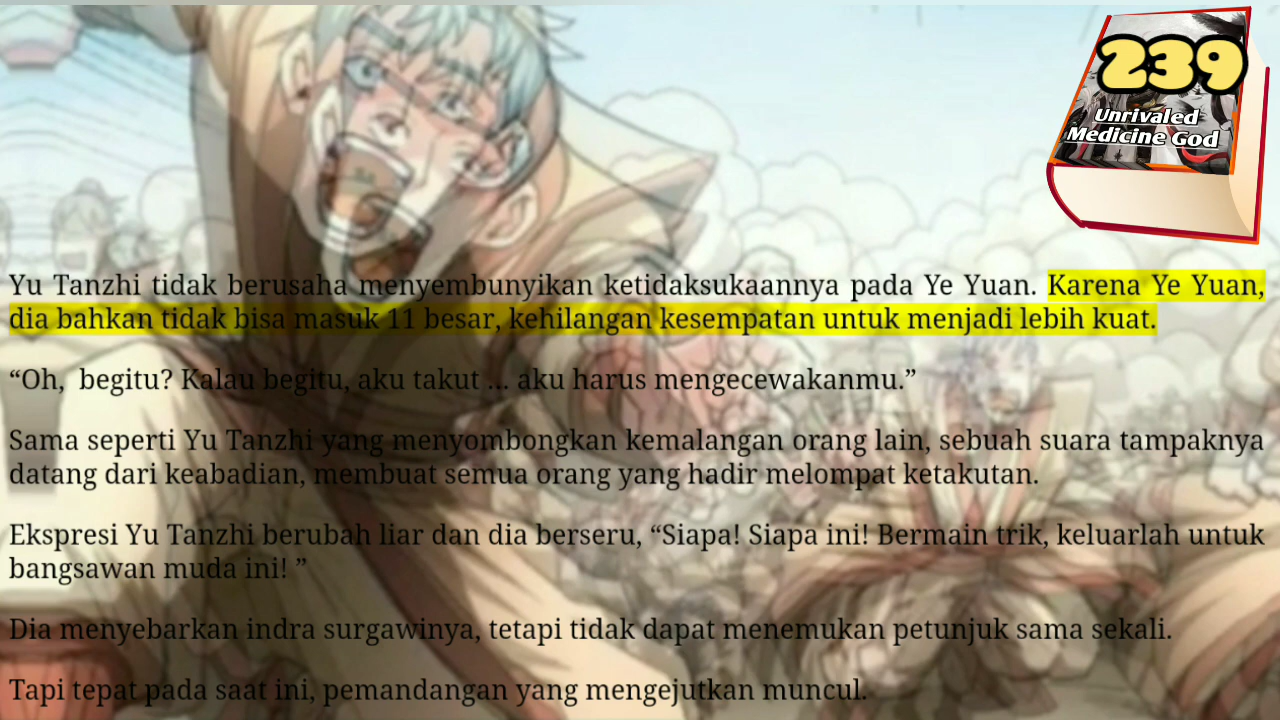 239
Unrivaled
Medicine God
Yu Tanzhi tidak berusaha menyembunyikan ketidaksukaannya pada Ye Yuan. Karena Ye Yuan,
dia bahkan tidak bisa masuk 11 besar, kehilangan kesempatan untuk menjadi lebih kuat.
“Oh,  begitu? Kalau begitu, aku takut ... aku harus mengecewakanmu.”
Sama seperti Yu Tanzhi yang menyombongkan kemalangan orang lain, sebuah suara tampaknya
datang dari keabadian, membuat semua orang yang hadir melompat ketakutan.
Ekspresi Yu Tanzhi berubah liar dan dia berseru, “Siapa! Siapa ini! Bermain trik, keluarlah untuk
bangsawan muda ini! ”
Dia menyebarkan indra surgawinya, tetapi tidak dapat menemukan petunjuk sama sekali.
Tapi tepat pada saat ini, pemandangan yang mengejutkan muncul.